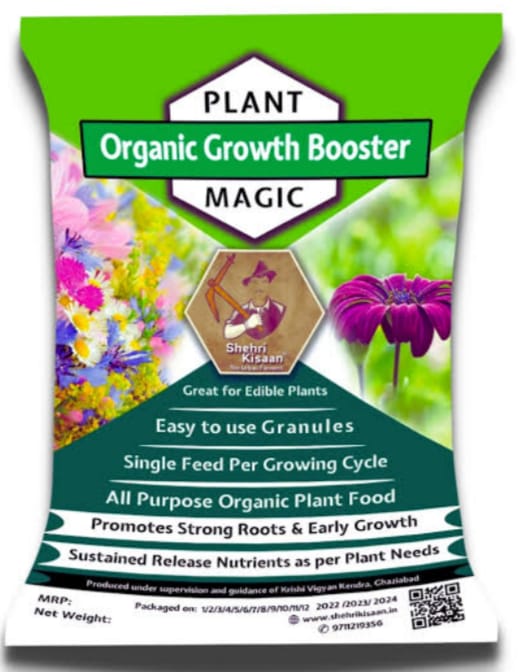 PLANT
Organic Growth Booster
MAGIC
Shehri
Kisaan
The Urban Farmers
Great for Edible Plants
Easy to use Granules
Single Feed Per Growing Cycle
All Purpose Organic Plant Food
Promotes Strong Roots & Early Growth
Sustained Release Nutrients as per Plant Needs
Produced under supervision and guidance of Krishi Vigyan Kendra, Ghaziabad
MRP:
Net Weight:
Packaged on: 1/2/3/4/5/6/7/8/9/10/11/12 2022 /2023/ 2024
www.shehrikisaan.in
9711219356